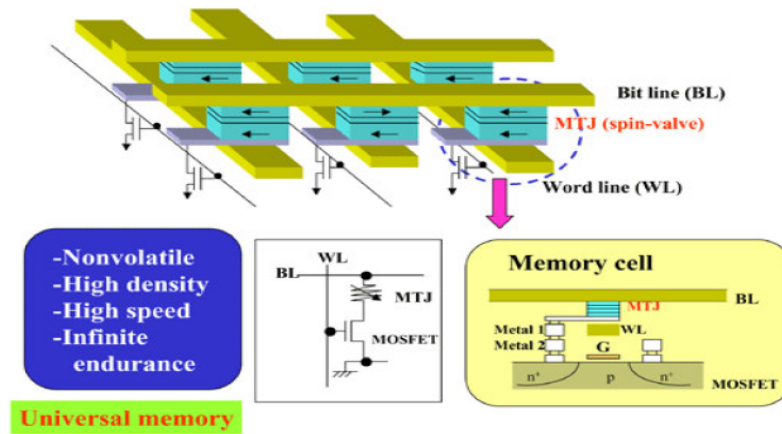 Bit line (BL)
MTJ (spin-valve)
Word line (WL)
-Nonvolatile
-High density
-High speed
-Infinite
endurance
Universal memory
WL
BL
MTJ
MOSFET
Memory cell
BL
MTJ
Metal 1
WL
Metal 2
G
n⁺
p
n⁺
MOSFET